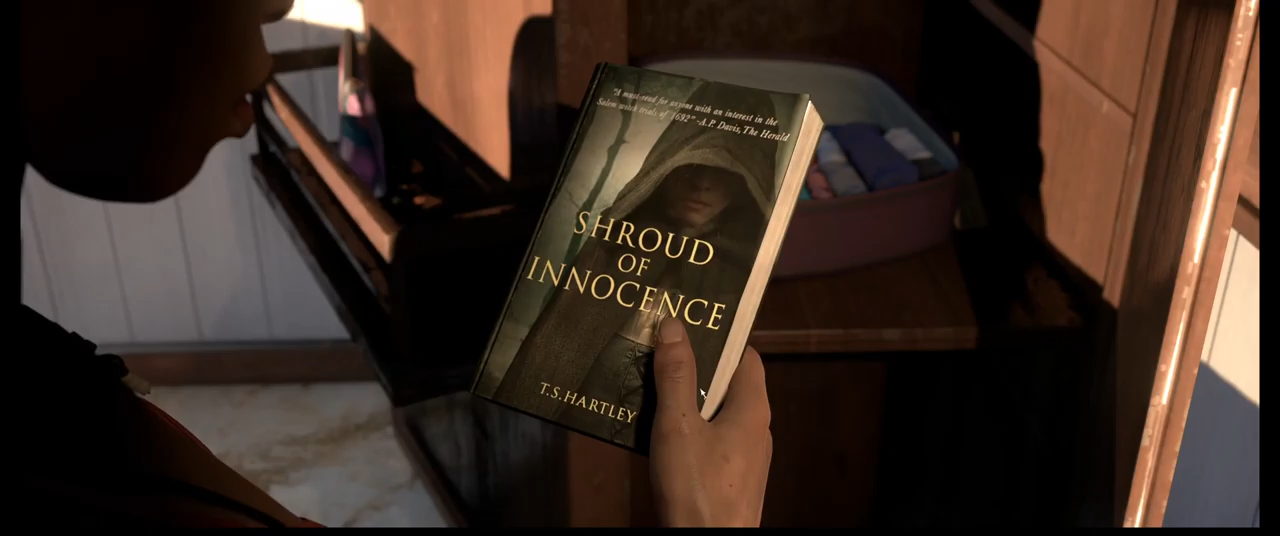 "A must-read for anyone with an interest in the
Salem witch trials of 1692" -A.P. Davis, The Herald
SHROUD
OF
INNOCENCE
T.S.HARTLEY